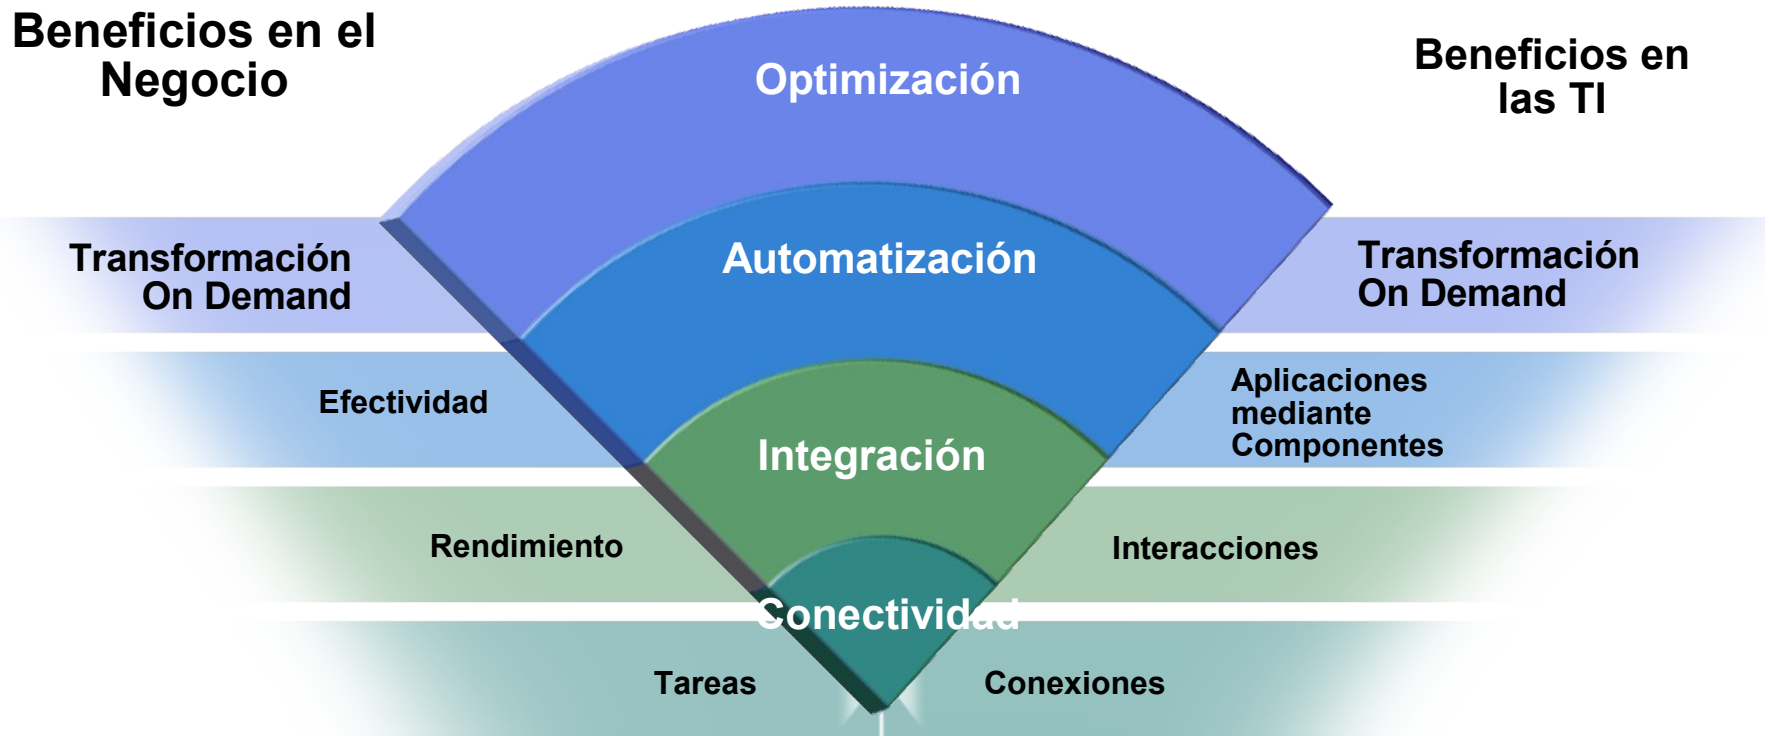 Beneficios en el
Negocio
Beneficios en
las TI
Optimización
Transformación
On Demand
Automatización
Transformación
On Demand
Efectividad
Aplicaciones
mediante
Componentes
Integración
Rendimiento
Interacciones
Conectividad
Tareas
Conexiones